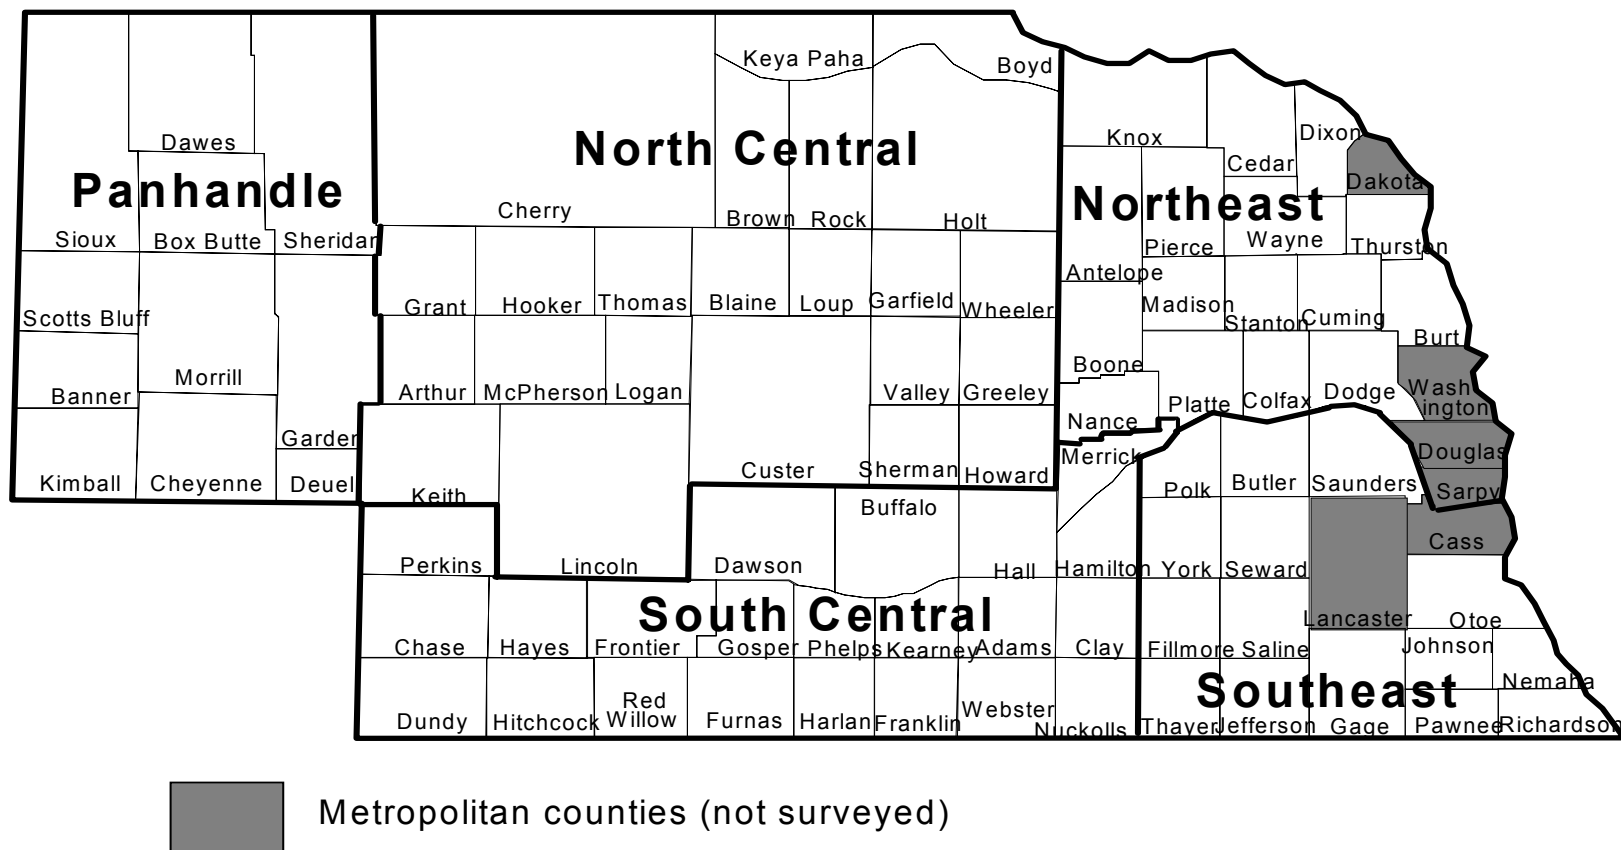 Keya Paha
Boyd
Dawes
North Central
Knox
Dixon
Cedar
Dakota
Panhandle
Cherry
Brown
Rock
Holt
Northeast
Sioux
Box Butte
Sheridan
Pierce
Wayne
Thurston
Antelope
Scotts Bluff
Grant
Hooker
Thomas
Blaine
Loup
Garfield
Wheeler
Madison
Stanton
Cuming
Burt
Banner
Morrill
Arthur
McPherson
Logan
Valley
Greeley
Boone
Platte
Colfax
Dodge
Wash
ington
Nance
Garden
Kimball
Cheyenne
Deuel
Keith
Custer
Sherman
Howard
Merrick
Polk
Butler
Saunders
Douglas
Sarpy
Buffalo
Perkins
Lincoln
Dawson
Hall
Hamilton
York
Seward
Cass
South Central
Lancaster
Otoe
Chase
Hayes
Frontier
Gosper
Phelps
Kearney
Adams
Clay
Fillmore
Saline
Johnson
Southeast
Nemaha
Dundy
Hitchcock
Red
Willow
Furnas
Harlan
Franklin
Webster
Nuckolls
Thayer
Jefferson
Gage
Pawnee
Richardson
Metropolitan counties (not surveyed)